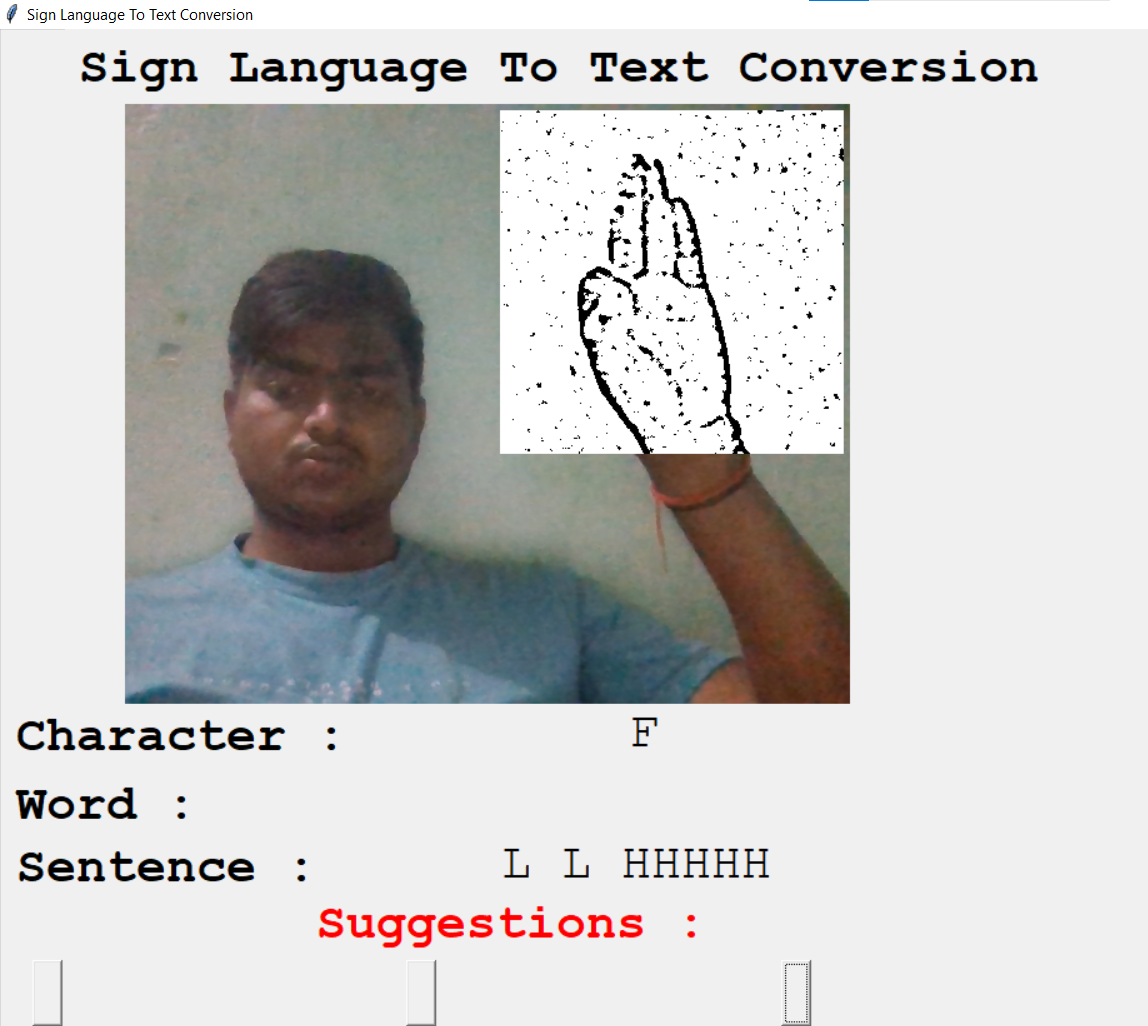 Sign Language To Text Conversion
Sign Language To Text Conversion
Character : F
Word :
Sentence : L L HHHHH
Suggestions :